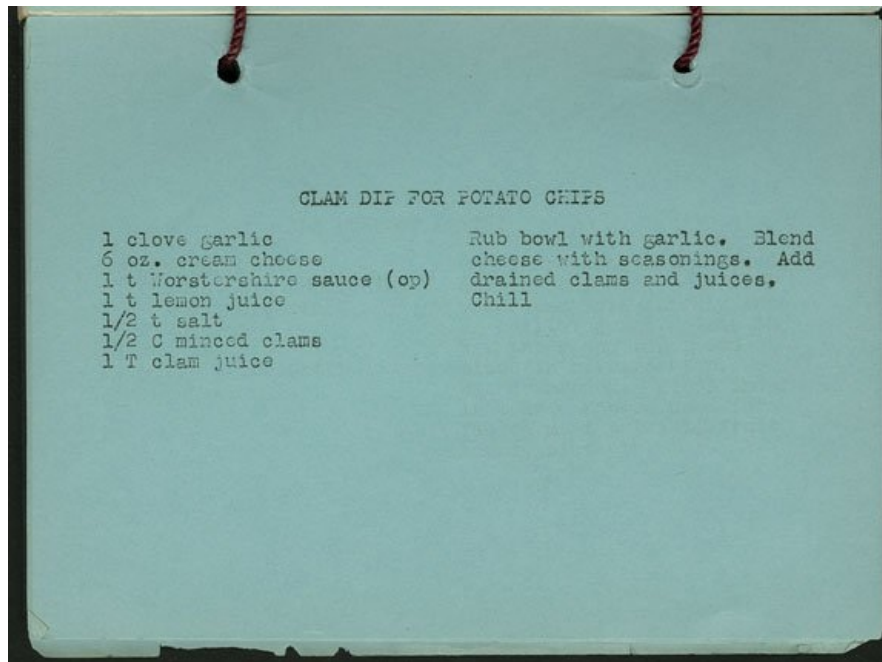 CLAM DIP FOR POTATO CHIPS
1 clove garlic
6 oz. cream cheese
1 t Worstershire sauce (op)
1 t lemon juice
1/2 t salt
1/2 C minced clams
1 T clam juice
Rub bowl with garlic. Blend
cheese with seasonings. Add
drained clams and juices.
Chill